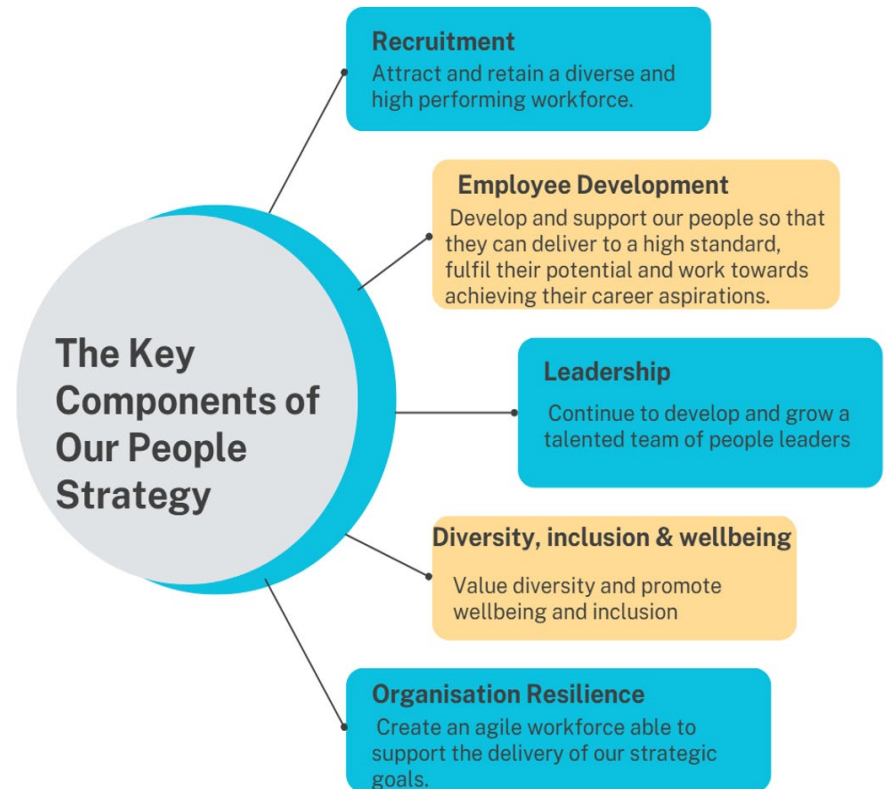 Recruitment
Attract and retain a diverse and
high performing workforce.
Employee Development
Develop and support our people so that
they can deliver to a high standard,
fulfil their potential and work towards
achieving their career aspirations.
The Key
Components of
Our People
Strategy
Leadership
Continue to develop and grow a
talented team of people leaders
Diversity, inclusion & wellbeing
Value diversity and promote
wellbeing and inclusion
Organisation Resilience
Create an agile workforce able to
support the delivery of our strategic
goals.